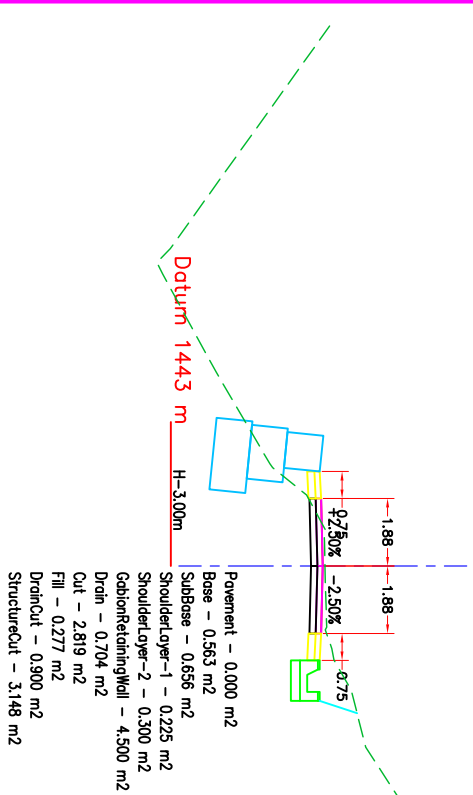 1.88
1.88
0.75
+2.50%
-2.50%
0.75
Datum 1443 m
H-3.00m
Pavement - 0.000 m2
Base - 0.563 m2
SubBase - 0.656 m2
ShoulderLayer-1 - 0.225 m2
ShoulderLayer-2 - 0.300 m2
GabionRetainingWall - 4.500 m2
Drain - 0.704 m2
Cut - 2.819 m2
Fill - 0.277 m2
DrainCut - 0.900 m2
StructureCut - 3.148 m2